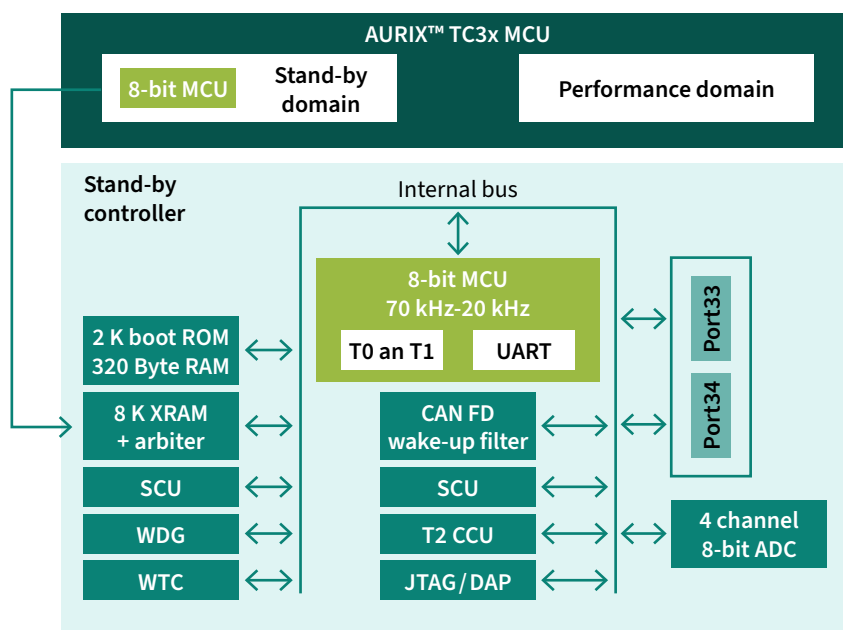 AURIX™ TC3x MCU
8-bit MCU
Stand-by
domain
Performance domain
Stand-by
controller
Internal bus
8-bit MCU
70 kHz-20 kHz
T0 an T1
UART
2 K boot ROM
320 Byte RAM
8 K XRAM
+ arbiter
SCU
WDG
WTC
CAN FD
wake-up filter
SCU
T2 CCU
JTAG/DAP
Port33
Port34
4 channel
8-bit ADC